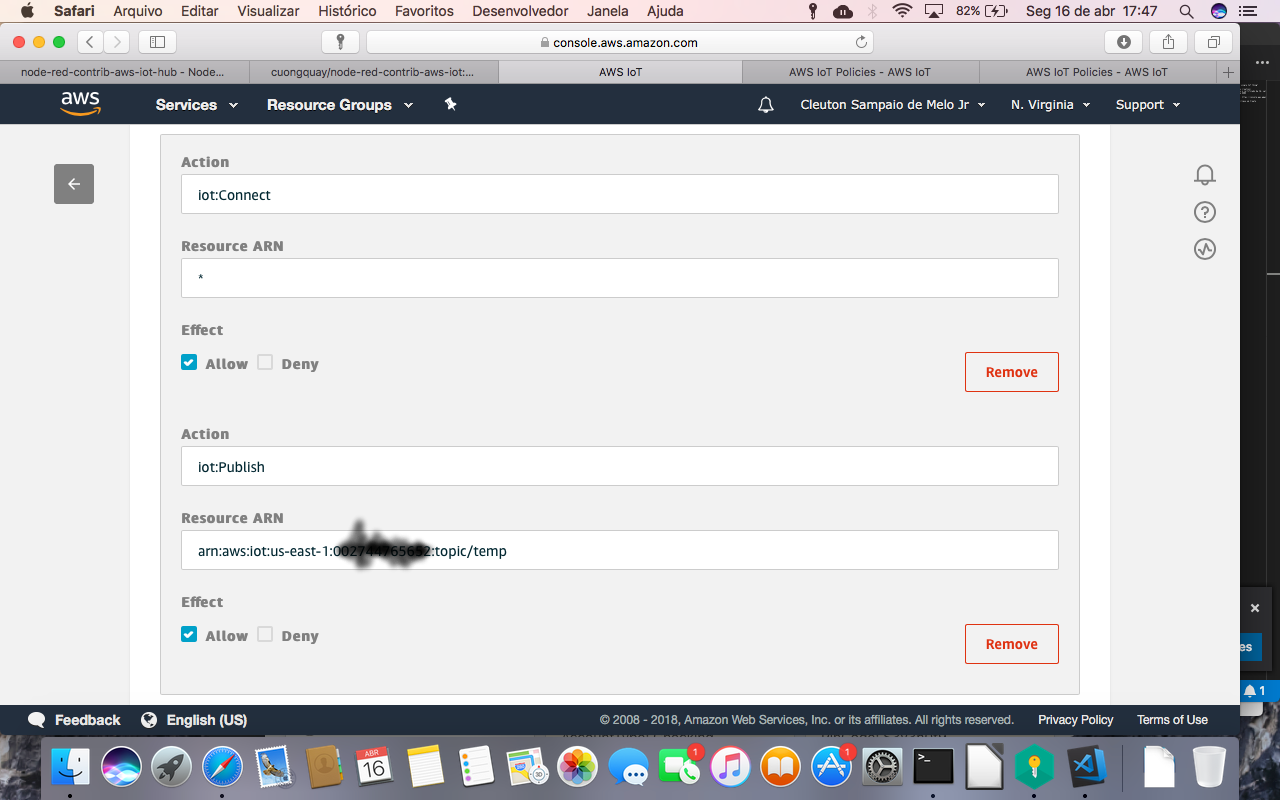 Safari Arquivo Editar Visualizar Histórico Favoritos Desenvolvedor Janela Ajuda 82% Seg 16 de abr 17:47
console.aws.amazon.com
node-red-contrib-aws-iot-hub - Node... cuongquay/node-red-contrib-aws-iot:... AWS IoT AWS IoT Policies - AWS IoT AWS IoT Policies - AWS IoT
aws Services Resource Groups Cleuton Sampaio de Melo Jr N. Virginia Support
Action
iot:Connect
Resource ARN
*
Effect
Allow Deny
Remove
Action
iot:Publish
Resource ARN
arn:aws:iot:us-east-1: :topic/temp
Effect
Allow Deny
Remove
es
1
Feedback English (US) © 2008 - 2018, Amazon Web Services, Inc. or its affiliates. All rights reserved. Privacy Policy Terms of Use
ABR
16
30
1
1
>_